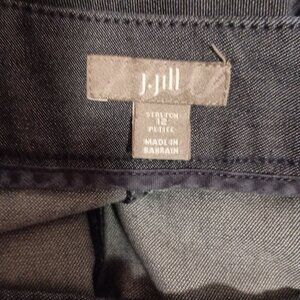 J.Jill
STRETCH
12
PETITE
MADE IN
BAHRAIN